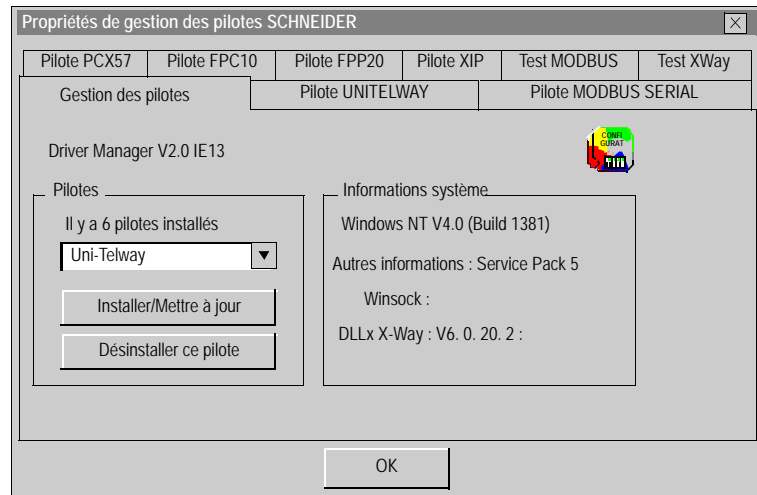 Propriétés de gestion des pilotes SCHNEIDER
Pilote PCX57 Pilote FPC10 Pilote FPP20 Pilote XIP Test MODBUS Test XWay
Gestion des pilotes Pilote UNITELWAY Pilote MODBUS SERIAL
Driver Manager V2.0 IE13
CONFI
GURAT
Pilotes
Il y a 6 pilotes installés
Uni-Telway
Installer/Mettre à jour
Désinstaller ce pilote
Informations système
Windows NT V4.0 (Build 1381)
Autres informations : Service Pack 5
Winsock :
DLLx X-Way : V6. 0. 20. 2 :
OK